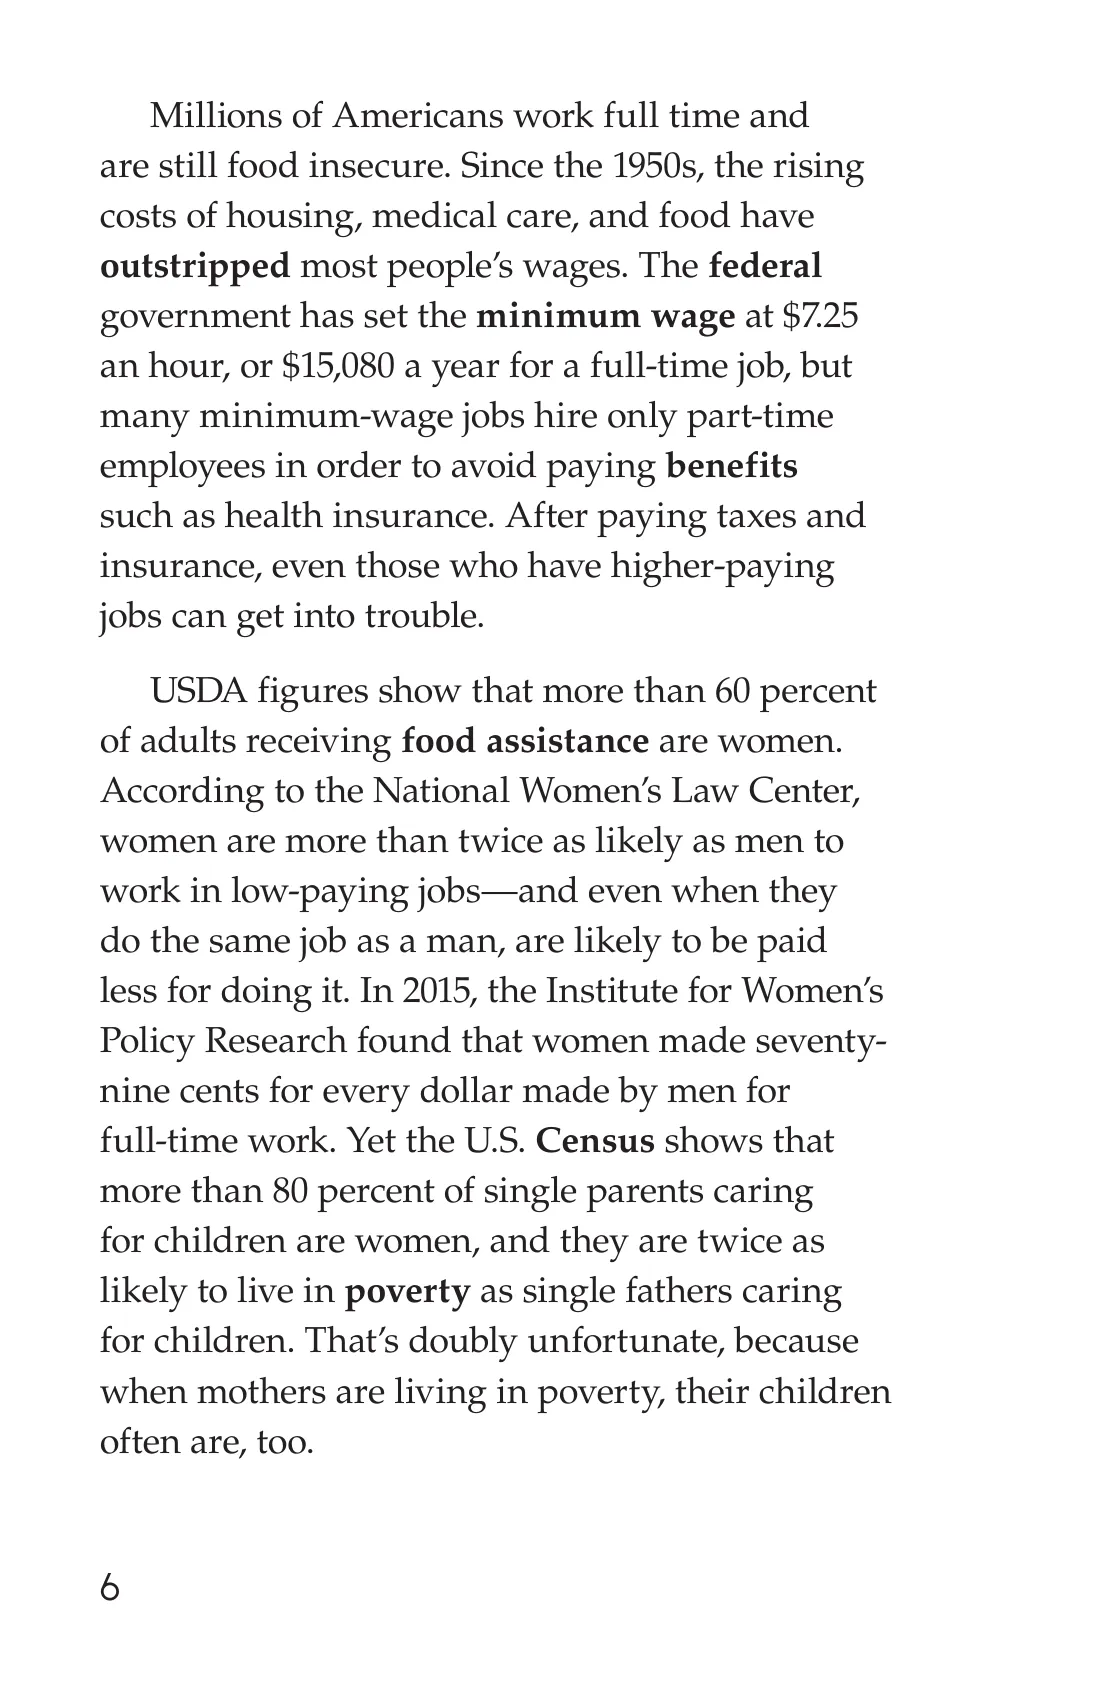 Millions of Americans work full time and
are still food insecure. Since the 1950s, the rising
costs of housing, medical care, and food have
outstripped most people’s wages. The federal
government has set the minimum wage at $7.25
an hour, or $15,080 a year for a full-time job, but
many minimum-wage jobs hire only part-time
employees in order to avoid paying benefits
such as health insurance. After paying taxes and
insurance, even those who have higher-paying
jobs can get into trouble.
USDA figures show that more than 60 percent
of adults receiving food assistance are women.
According to the National Women’s Law Center,
women are more than twice as likely as men to
work in low-paying jobs—and even when they
do the same job as a man, are likely to be paid
less for doing it. In 2015, the Institute for Women’s
Policy Research found that women made seventy-
nine cents for every dollar made by men for
full-time work. Yet the U.S. Census shows that
more than 80 percent of single parents caring
for children are women, and they are twice as
likely to live in poverty as single fathers caring
for children. That’s doubly unfortunate, because
when mothers are living in poverty, their children
often are, too.
6